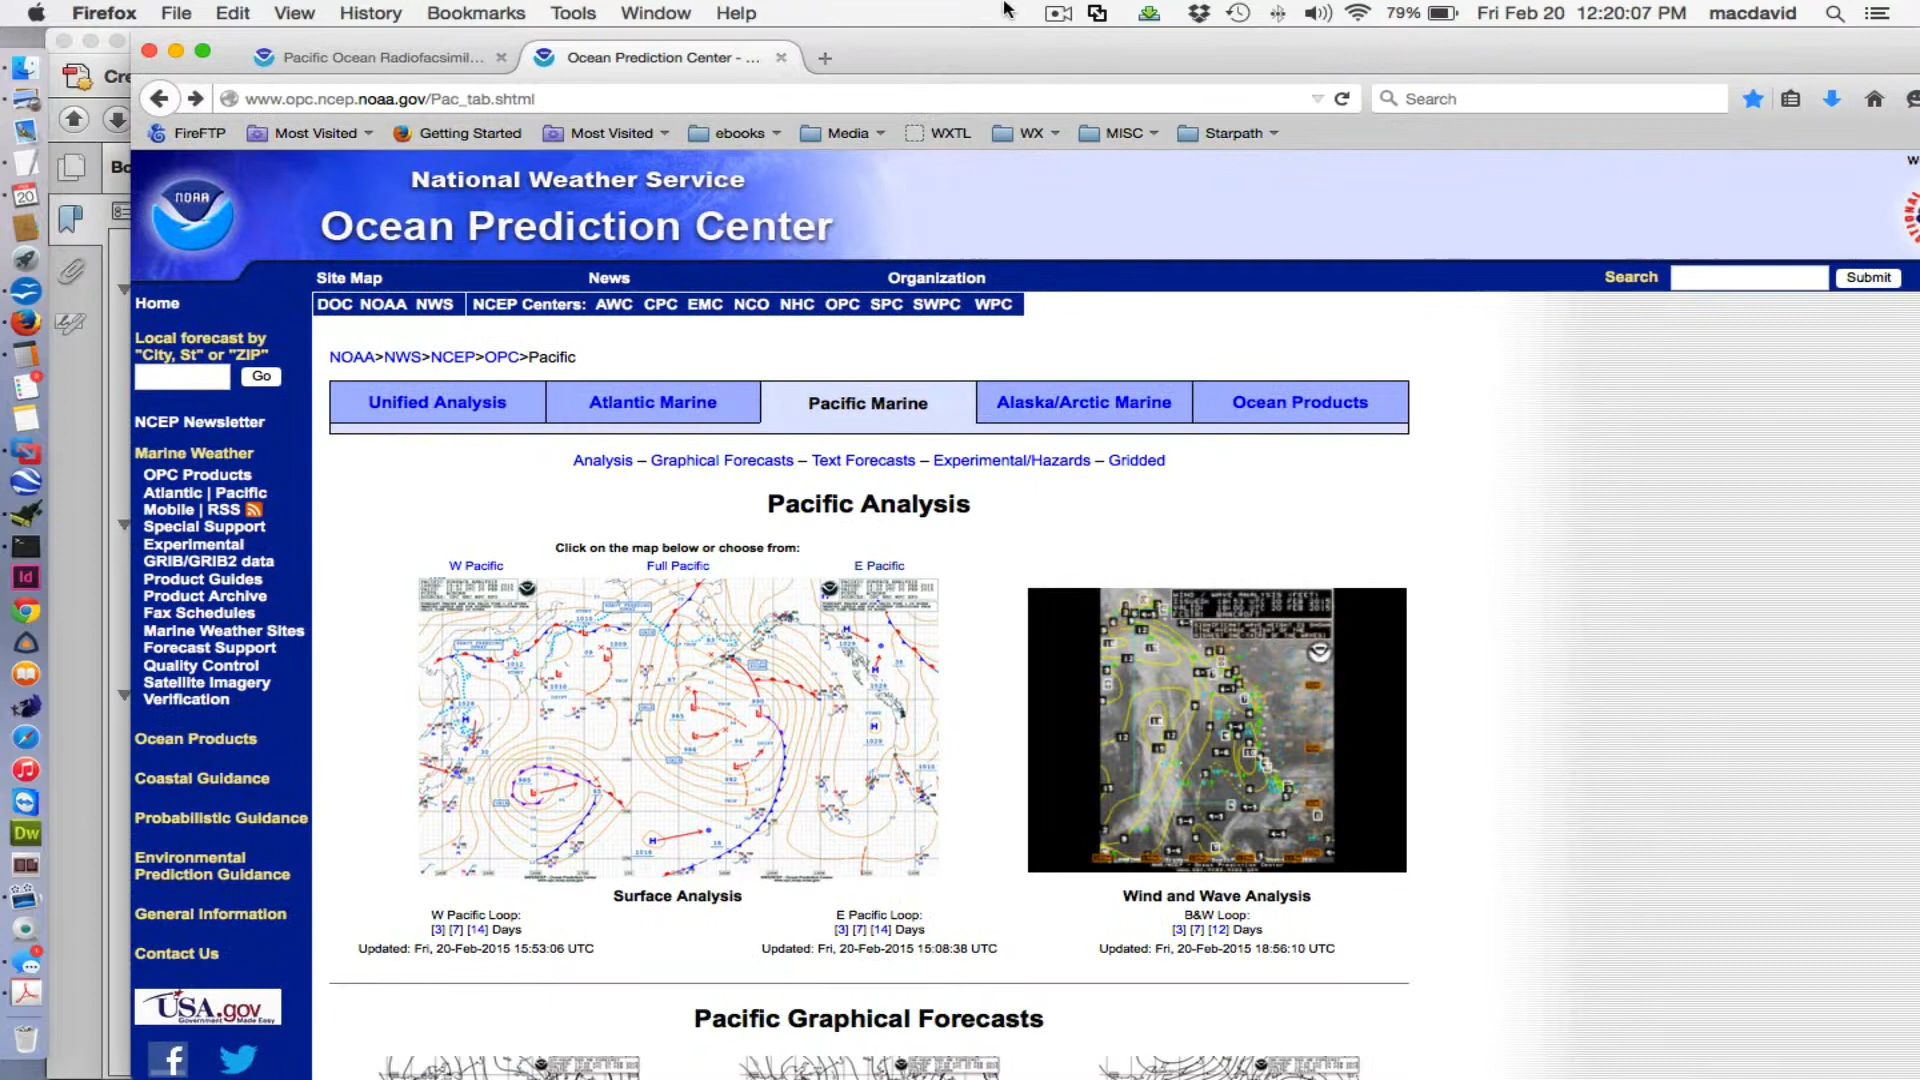 Firefox File Edit View History Bookmarks Tools Window Help 79% Fri Feb 20 12:20:07 PM macdavid
Pacific Ocean Radiofacsimil... Ocean Prediction Center - ...
Cre
www.opc.ncep.noaa.gov/Pac_tab.shtml Search
FireFTP Most Visited Getting Started Most Visited ebooks Media WXTL WX MISC Starpath
Bo
NOAA
National Weather Service
Ocean Prediction Center
Site Map News Organization Search Submit
DOC NOAA NWS NCEP Centers: AWC CPC EMC NCO NHC OPC SPC SWPC WPC
Home
Local forecast by
"City, St" or "ZIP"
Go
NCEP Newsletter
Marine Weather
OPC Products
Atlantic | Pacific
Mobile | RSS
Special Support
Experimental
GRIB/GRIB2 data
Product Guides
Product Archive
Fax Schedules
Marine Weather Sites
Forecast Support
Quality Control
Satellite Imagery
Verification
Ocean Products
Coastal Guidance
Probabilistic Guidance
Environmental
Prediction Guidance
General Information
Contact Us
USA.gov
Government Made Easy
NOAA>NWS>NCEP>OPC>Pacific
Unified Analysis Atlantic Marine Pacific Marine Alaska/Arctic Marine Ocean Products
Analysis – Graphical Forecasts – Text Forecasts – Experimental/Hazards – Gridded
Pacific Analysis
Click on the map below or choose from:
W Pacific Full Pacific E Pacific
Surface Analysis
W Pacific Loop:
[3] [7] [14] Days
Updated: Fri, 20-Feb-2015 15:53:06 UTC
E Pacific Loop:
[3] [7] [14] Days
Updated: Fri, 20-Feb-2015 15:08:38 UTC
Wind and Wave Analysis
B&W Loop:
[3] [7] [12] Days
Updated: Fri, 20-Feb-2015 18:56:10 UTC
Pacific Graphical Forecasts